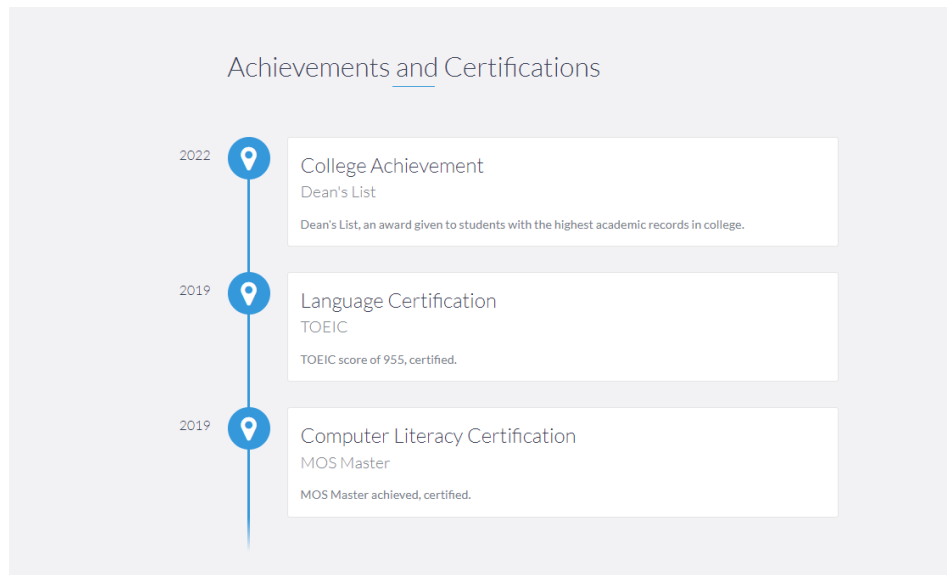 Achievements and Certifications
2022
College Achievement
Dean's List
Dean's List, an award given to students with the highest academic records in college.
2019
Language Certification
TOEIC
TOEIC score of 955, certified.
2019
Computer Literacy Certification
MOS Master
MOS Master achieved, certified.